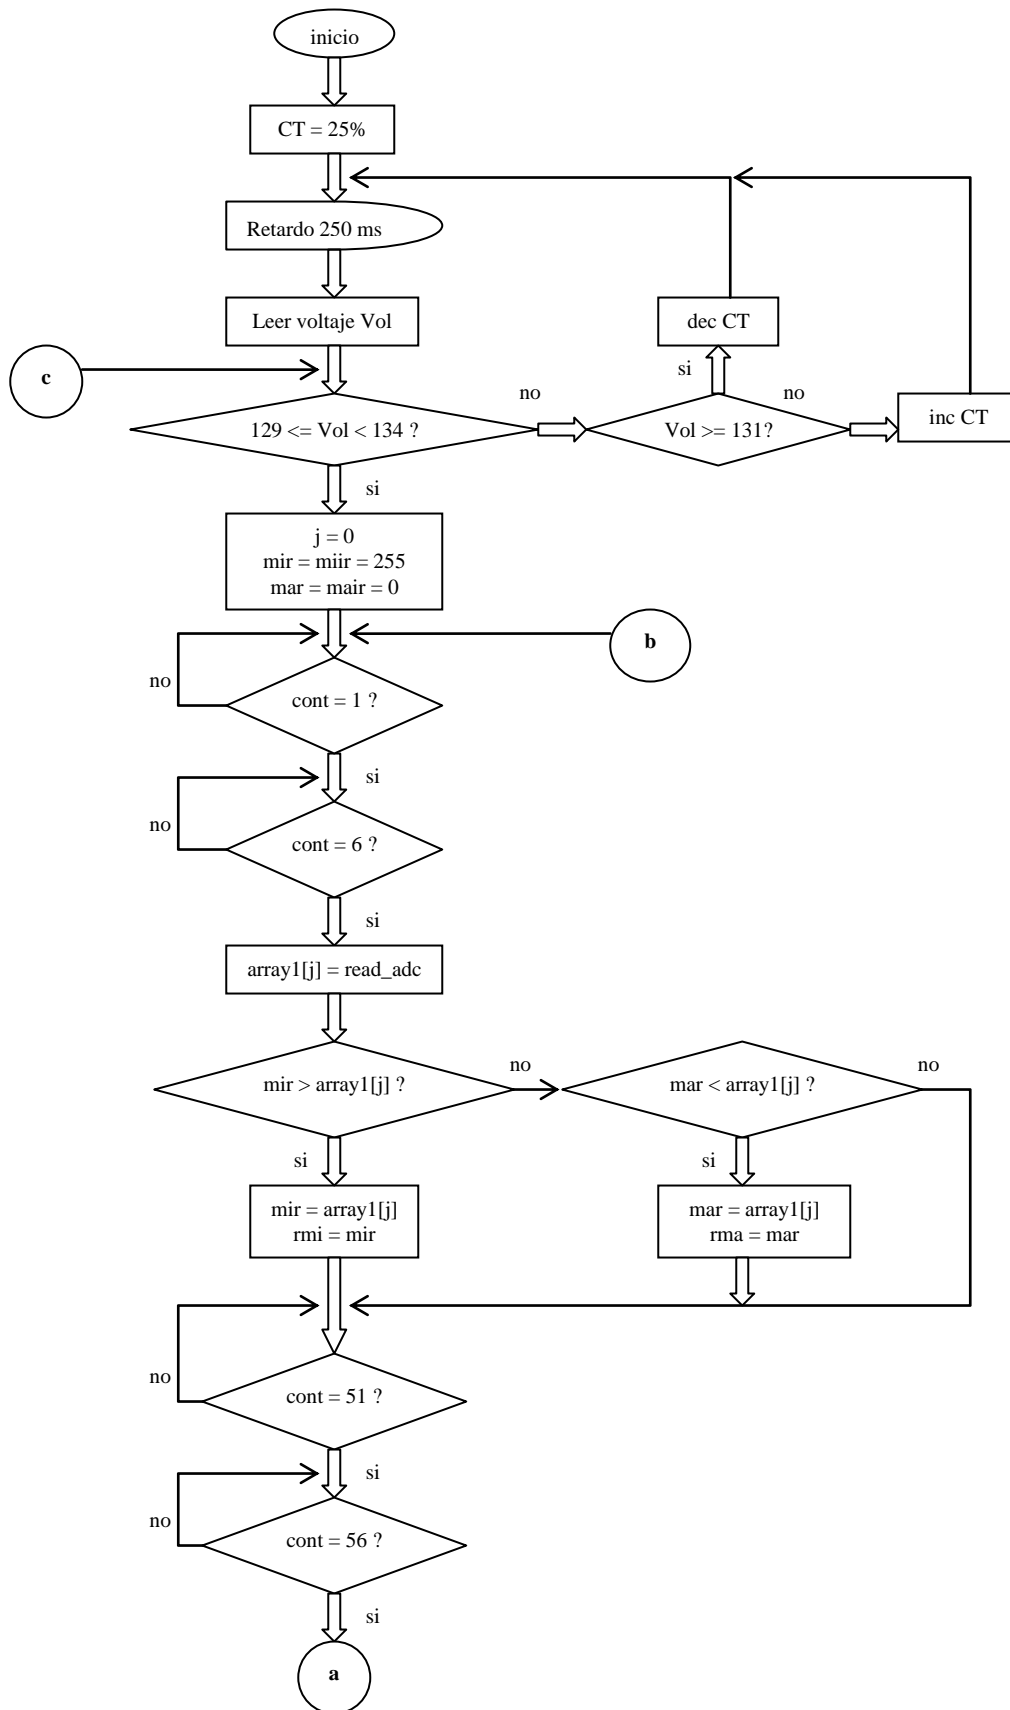 inicio
CT = 25%
Retardo 250 ms
Leer voltaje Vol
dec CT
c
si
no
no
129 <= Vol < 134 ?
Vol >= 131?
inc CT
si
j = 0
mir = miir = 255
mar = mair = 0
b
no
cont = 1 ?
si
no
cont = 6 ?
si
array1[j] = read_adc
mir > array1[j] ?
no
mar < array1[j] ?
no
si
si
mir = array1[j]
rmi = mir
mar = array1[j]
rma = mar
no
cont = 51 ?
si
no
cont = 56 ?
si
a